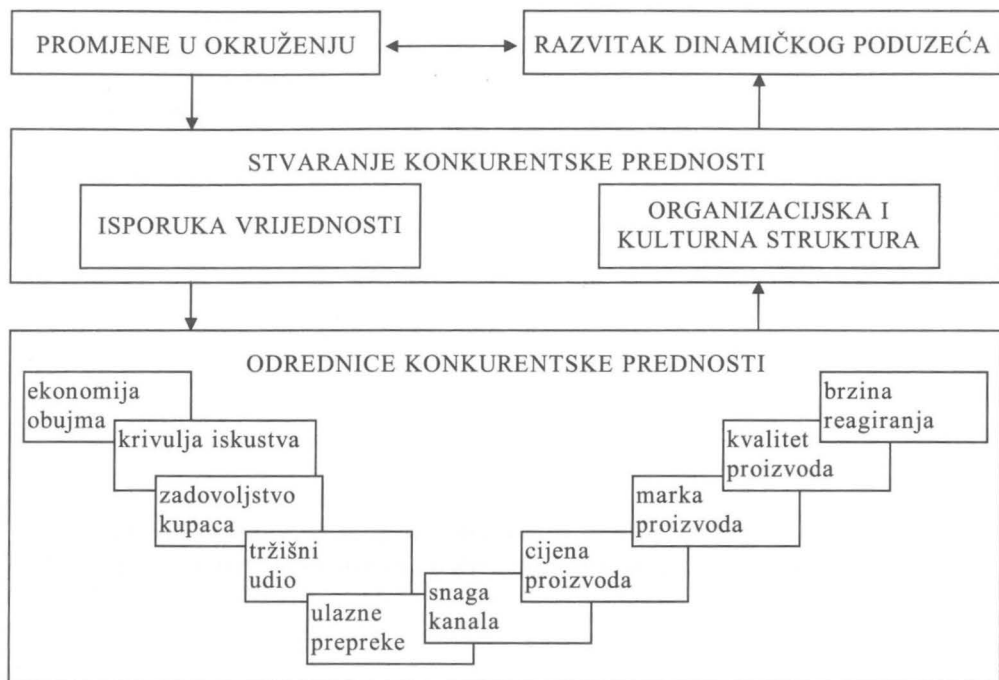 PROMJENE U OKRUŽENJU
RAZVITAK DINAMIČKOG PODUZEĆA
STVARANJE KONKURENTSKE PREDNOSTI
ISPORUKA VRIJEDNOSTI
ORGANIZACIJSKA I
KULTURNA STRUKTURA
ODREDNICE KONKURENTSKE PREDNOSTI
ekonomija
obujma
krivulja iskustva
zadovoljstvo
kupaca
tržišni
udio
ulazne
prepreke
snaga
kanala
cijena
proizvoda
marka
proizvoda
kvalitet
proizvoda
brzina
reagiranja